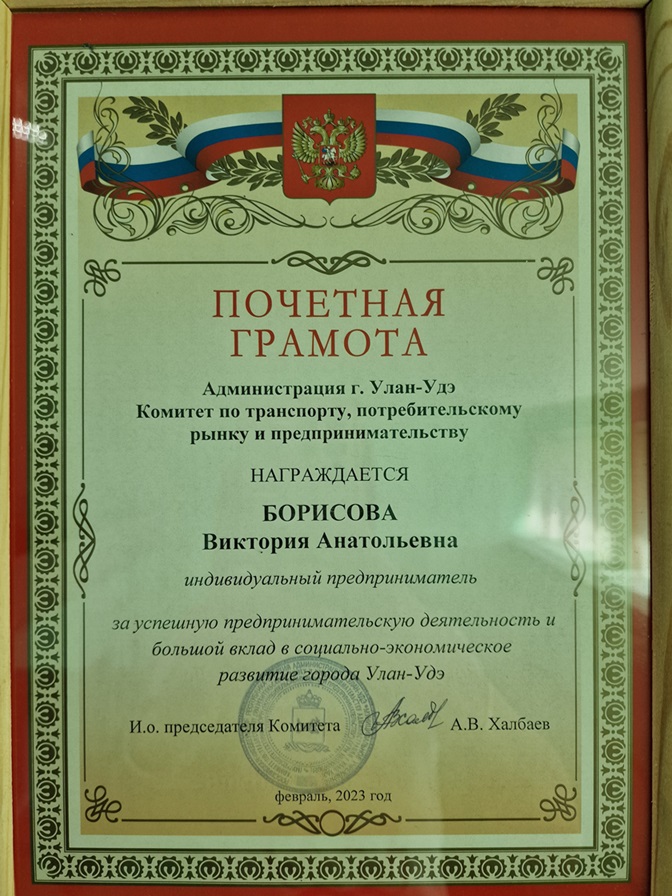 ПОЧЕТНАЯ
ГРАМОТА
Администрация г. Улан-Удэ
Комитет по транспорту, потребительскому
рынку и предпринимательству
НАГРАЖДАЕТСЯ
БОРИСОВА
Виктория Анатольевна
индивидуальный предприниматель
за успешную предпринимательскую деятельность и
большой вклад в социально-экономическое
развитие города Улан-Удэ
И.о. председателя Комитета А.В. Халбаев
февраль, 2023 год